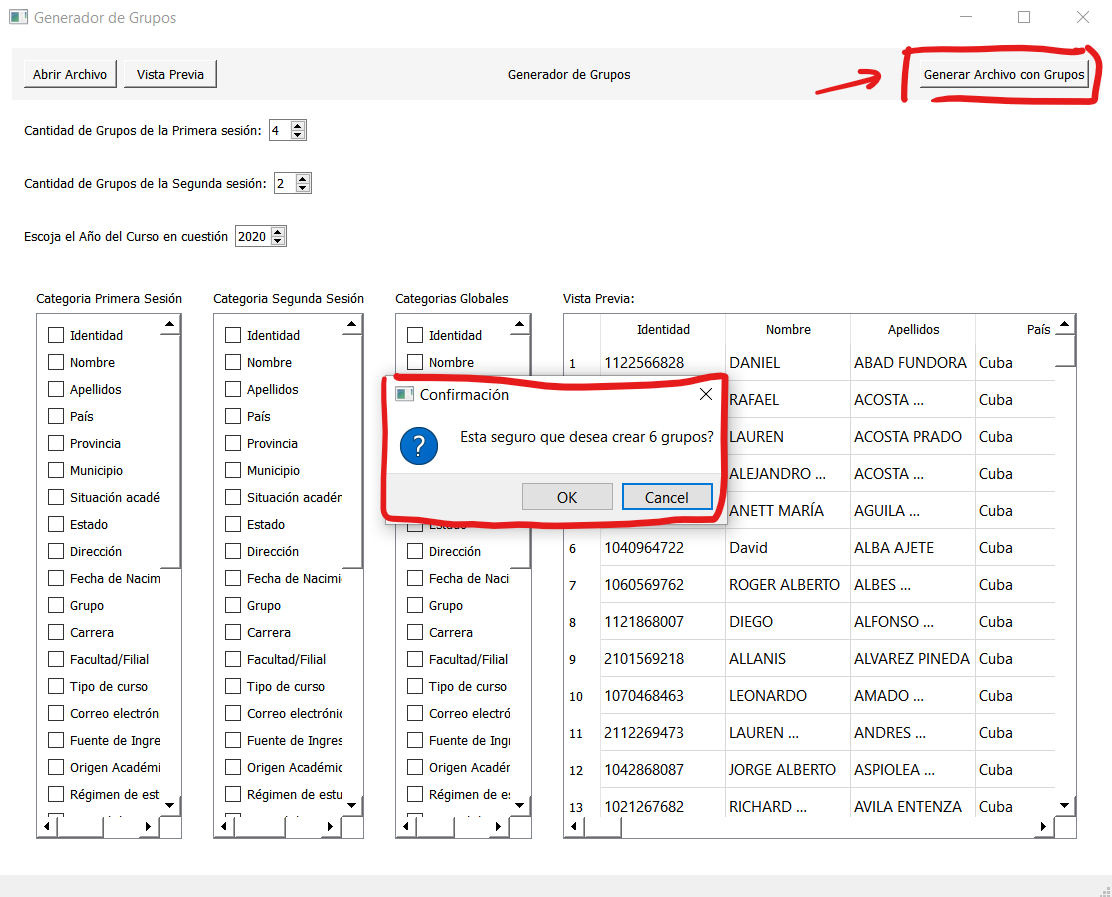 Generador de Grupos
Abrir Archivo Vista Previa Generador de Grupos Generar Archivo con Grupos
Cantidad de Grupos de la Primera sesión: 4
Cantidad de Grupos de la Segunda sesión: 2
Escoja el Año del Curso en cuestión 2020
Categoria Primera Sesión
Identidad
Nombre
Apellidos
País
Provincia
Municipio
Situación acadé
Estado
Dirección
Fecha de Nacim
Grupo
Carrera
Facultad/Filial
Tipo de curso
Correo electrón
Fuente de Ingre
Origen Académi
Régimen de est
Categoria Segunda Sesión
Identidad
Nombre
Apellidos
País
Provincia
Municipio
Situación acadér
Estado
Dirección
Fecha de Nacimi
Grupo
Carrera
Facultad/Filial
Tipo de curso
Correo electrónic
Fuente de Ingres
Origen Académic
Régimen de estu
Categorias Globales
Identidad
Nombre
Estado
Dirección
Fecha de Naci
Grupo
Carrera
Facultad/Filial
Tipo de curso
Correo electró
Fuente de Ingr
Origen Acadér
Régimen de es
Confirmación
Esta seguro que desea crear 6 grupos?
OK Cancel
Vista Previa:
Identidad Nombre Apellidos País
1 1122566828 DANIEL ABAD FUNDORA Cuba
RAFAEL ACOSTA ... Cuba
LAUREN ACOSTA PRADO Cuba
ALEJANDRO ... ACOSTA ... Cuba
ANETT MARÍA AGUILA ... Cuba
6 1040964722 David ALBA AJETE Cuba
7 1060569762 ROGER ALBERTO ALBES ... Cuba
8 1121868007 DIEGO ALFONSO ... Cuba
9 2101569218 ALLANIS ALVAREZ PINEDA Cuba
10 1070468463 LEONARDO AMADO ... Cuba
11 2112269473 LAUREN ... ANDRES ... Cuba
12 1042868087 JORGE ALBERTO ASPIOLEA ... Cuba
13 1021267682 RICHARD ... AVILA ENTENZA Cuba